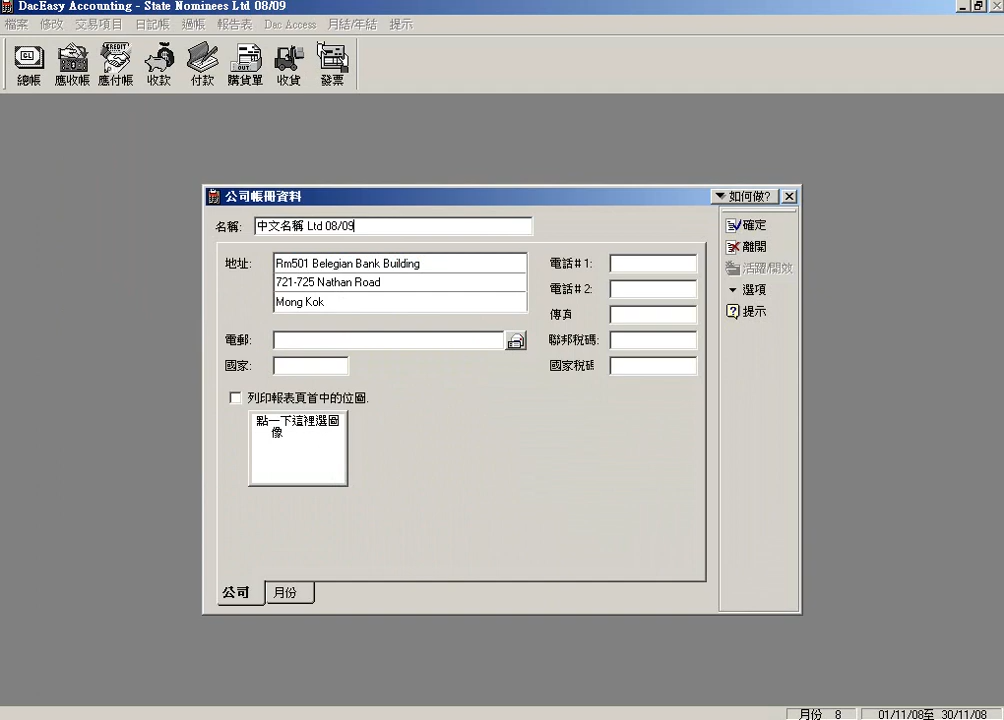 DacEasy Accounting - State Nominees Ltd 08/09
檔案 修改 交易項目 日記帳 過帳 報告表 Dac Access 月結/年結 提示
GL CREDIT OUT
總帳 應收帳 應付帳 收款 付款 購貨單 收貨 發票
公司帳冊資料 如何做?
名稱: 中文名稱 Ltd 08/09
確定
離開
活躍/開啟
選項
提示
地址: Rm501 Belegian Bank Building
721-725 Nathan Road
Mong Kok
電話#1:
電話#2:
傳真
電郵:
聯邦稅碼:
國家:
國家稅碼
列印報表頁首中的位圖.
點一下這裡選圖
像
公司 月份
月份 8 01/11/08至 30/11/08